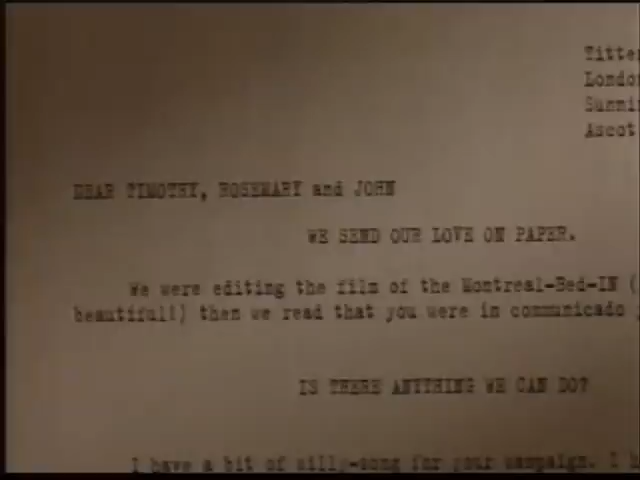 Titte
Londo
Sunni
Ascot
DEAR TIMOTHY, ROSEMARY and JOHN
WE SEND OUR LOVE ON PAPER.
We were editing the film of the Montreal-Bed-IN (
beautiful!) then we read that you were in communicado
IS THERE ANYTHING WE CAN DO?
I have a bit of silly-song for your campaign. I h